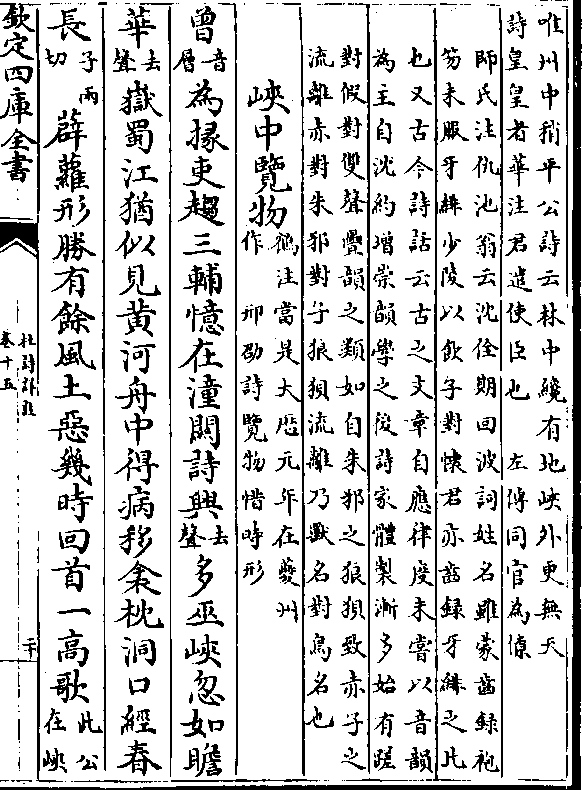 唯州中稍平公詩云林中纔有地峽外更無天
詩皇皇者華注君遣使臣也 左傳同官為僚
師氏注仇池翁云沈佺期回波詞姓名雖蒙齒録袍
笏未服牙緋少陵以飲子對懷君亦齒録牙緋之比
也又古今詩話云古之文章自應律度未嘗以音韻
為主自沈約增崇韻學之後詩家體製漸多始有蹉
對假對雙聲疊韻之類如自朱邪之狼狽致赤子之
流離赤對朱邪對子狼狽流離乃獸名對鳥名也
峽中覽物鶴注當是大厯元年在夔州
作 邢劭詩覽物惜時形
曾音
層為掾吏趨三輔憶在潼關詩興去
聲多巫峽忽如瞻
華去
聲嶽蜀江猶似見黄河舟中得病移衾枕洞口經春
長子兩
切薜蘿形勝有餘風土惡幾時回首一高歌此公
在峽
欽定四庫全書
杜詩詳註
卷十五
二十